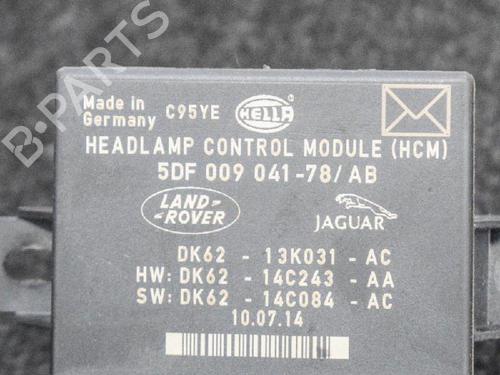 B-PARTS
Made in
Germany C95YE HELLA
HEADLAMP CONTROL MODULE (HCM)
5DF 009 041-78/AB
LAND
ROVER
JAGUAR
DK62 - 13K031 - AC
HW: DK62 - 14C243 - AA
SW: DK62 - 14C084 - AC
10.07.14
B-PARTS